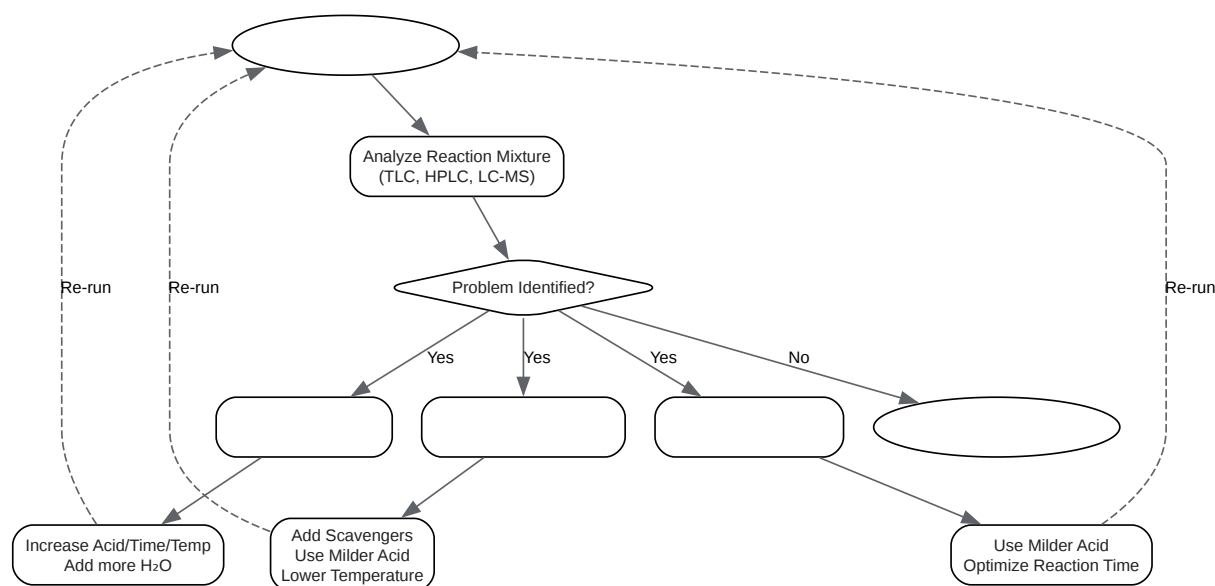 Analyze Reaction Mixture
(TLC, HPLC, LC-MS)
Problem Identified?
Re-run
Re-run
Re-run
Yes
Yes
Yes
No
Increase Acid/Time/Temp
Add more H₂O
Add Scavengers
Use Milder Acid
Lower Temperature
Use Milder Acid
Optimize Reaction Time